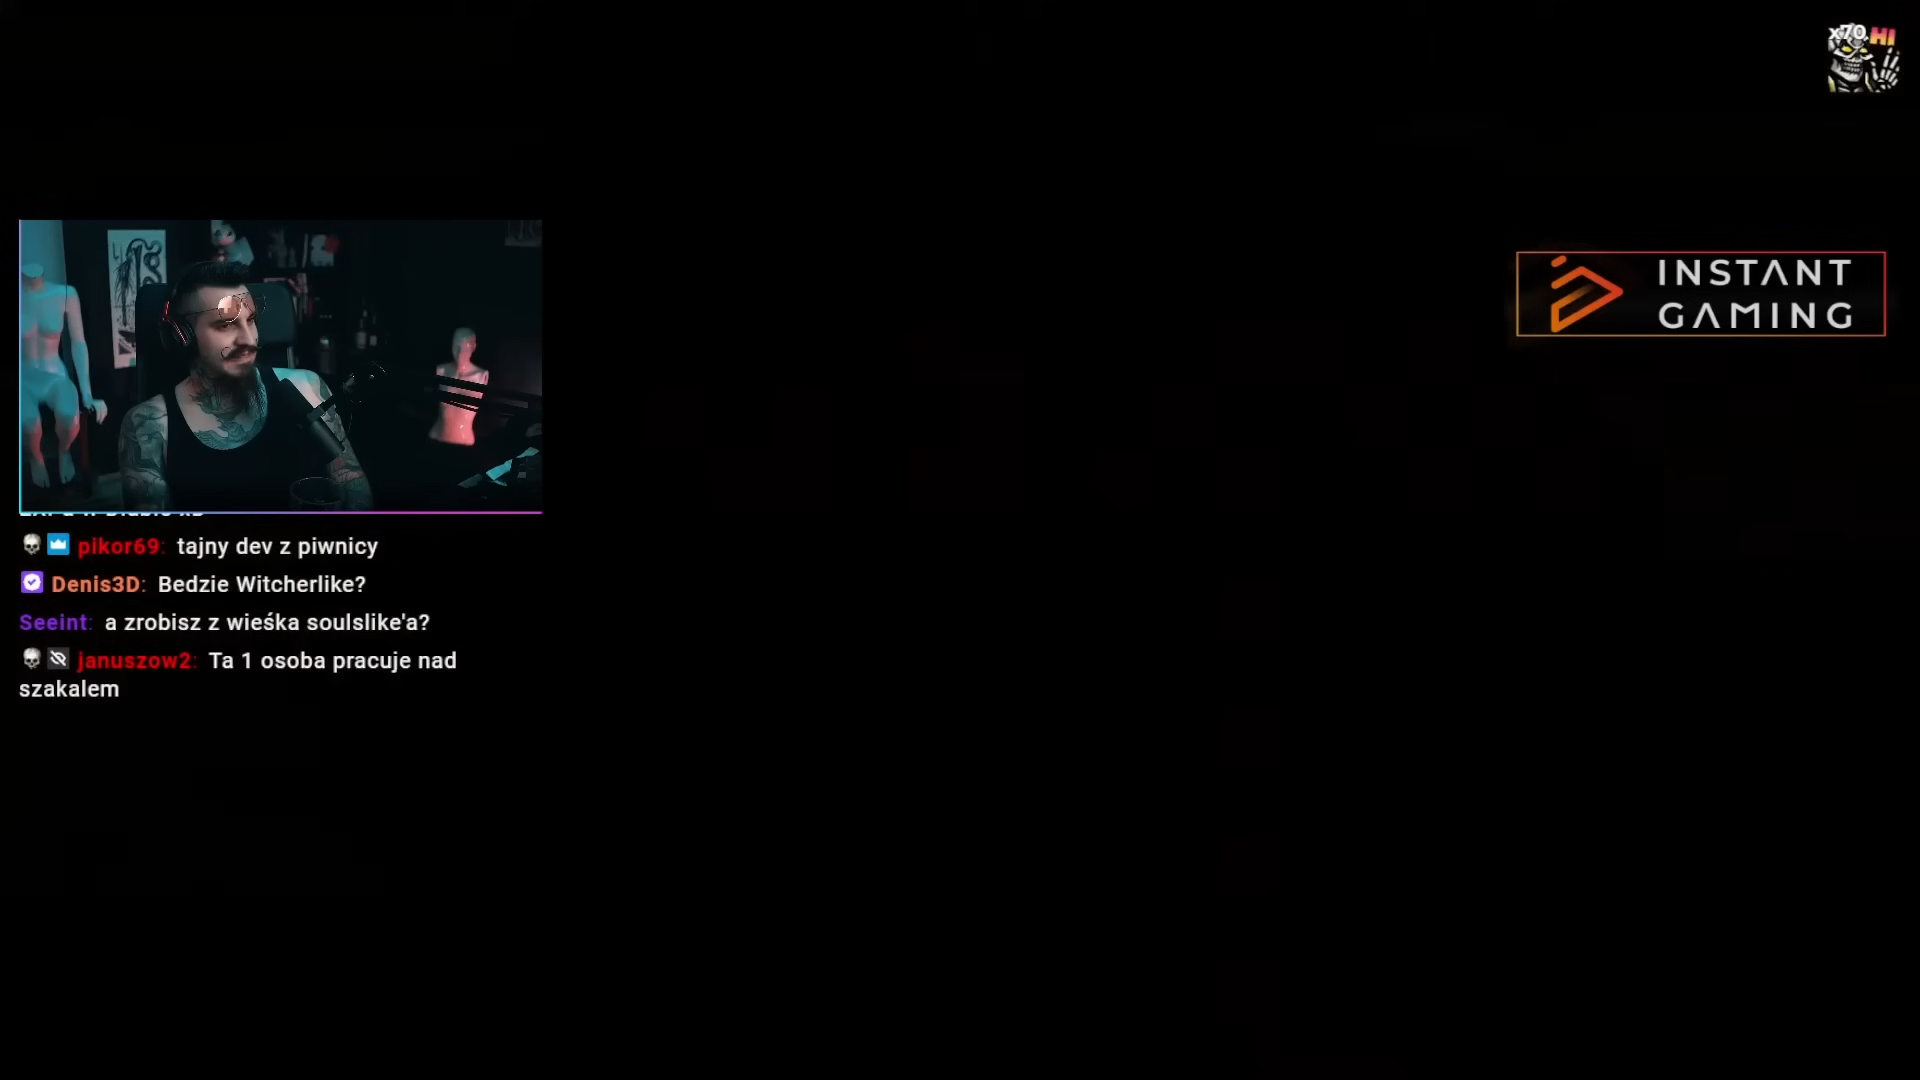 x70 HI
INSTANT
GAMING
pikor69: tajny dev z piwnicy
Denis3D: Bedzie Witcherlike?
Seeint: a zrobisz z wieśka soulslike'a?
januszow2: Ta 1 osoba pracuje nad
szakalem